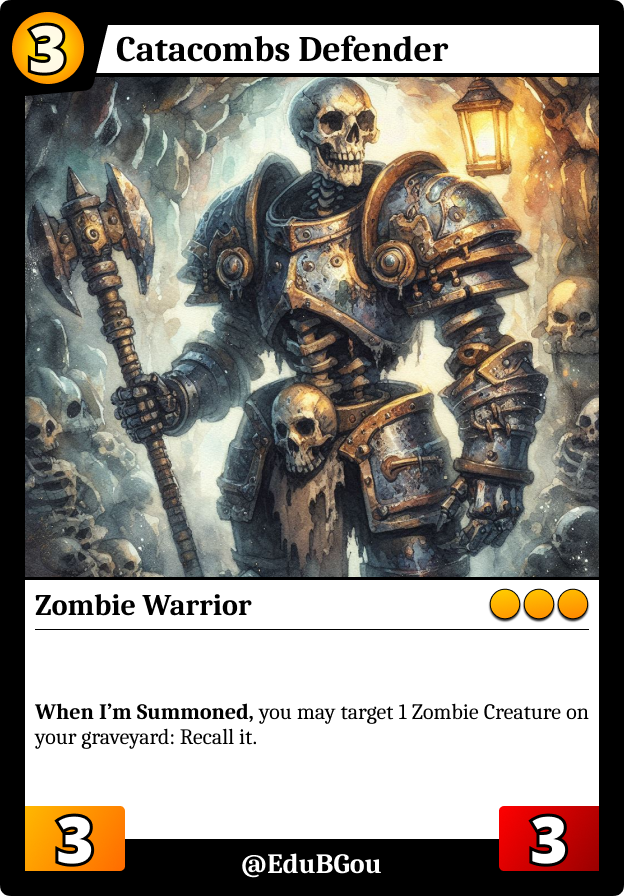 3
Catacombs Defender
Zombie Warrior
When I’m Summoned, you may target 1 Zombie Creature on
your graveyard: Recall it.
3
@EduBGou
3